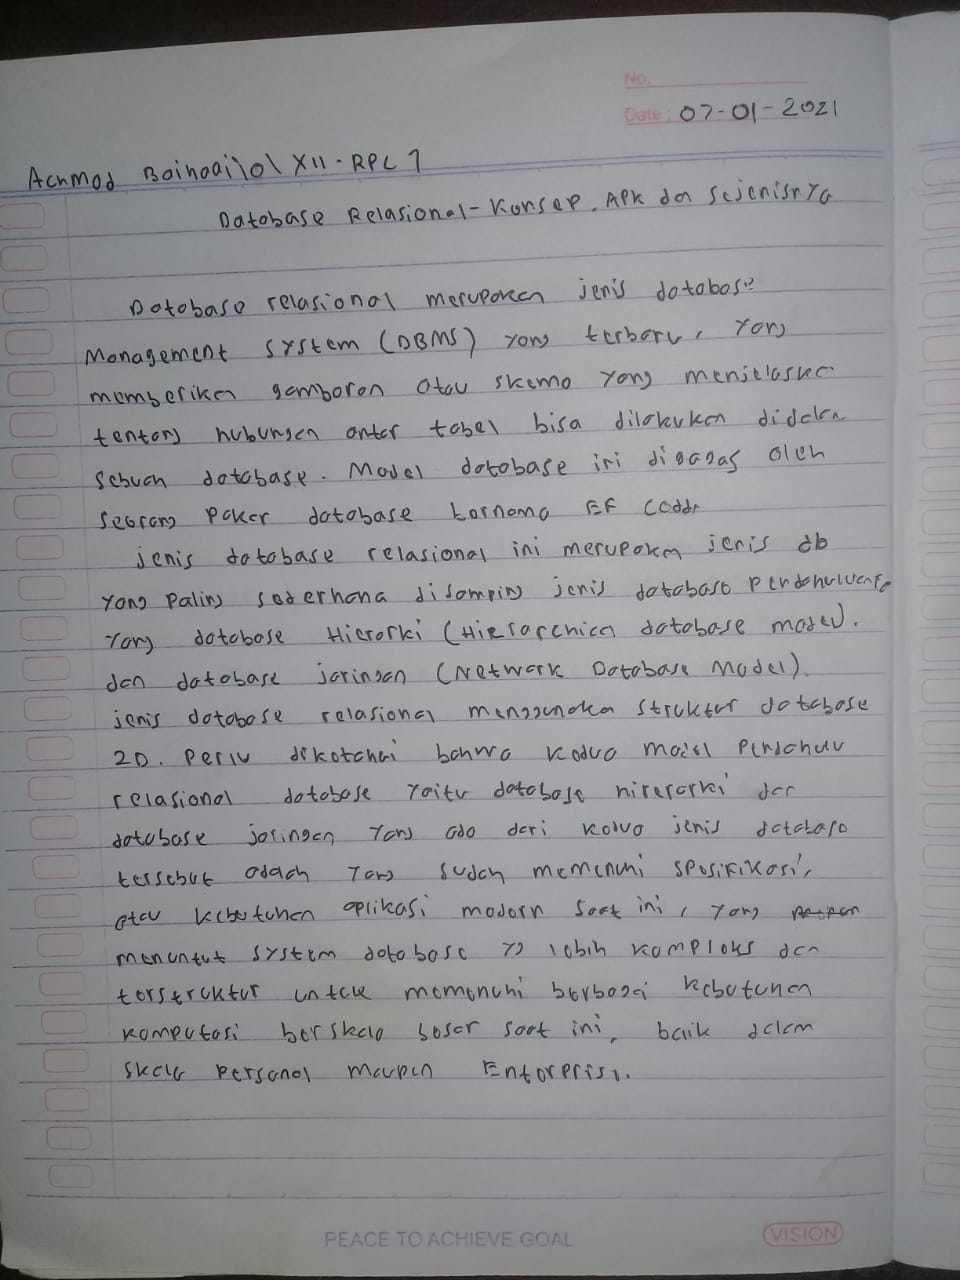 No.
Date : 07-01-2021
XII - RPL 1
Database Relasional - Konsep, APK dan Sejenisnya
Database relasional merupakan jenis database
Management System (DBMS) yang terbaru, yang
memberikan gambaran atau skema yang menjelaskan
tentang hubungan antar tabel bisa dilakukan didalam
sebuah database. Model database ini digagas oleh
seorang pakar database bernama EF Codd
jenis database relasional ini merupakan jenis db
yang paling sederhana disamping jenis database Pendahulunya
yang database Hierarki (Hierarchica database model).
dan database jaringan (Network Database Model).
jenis database relasional menggunakan struktur database
2D. Perlu diketahui bahwa kedua model Pendahulu
relasional database yaitu database hirerarki dan
database jaringan yang ada dari kedua jenis database
tersebut adalah yang sudah memenuhi spesifikasi,
atau kebutuhan aplikasi modern saat ini, yang
menuntut system database yg lebih kompleks dan
terstruktur untuk memenuhi berbagai kebutuhan
komputasi berskala besar saat ini, baik dalam
skala Personal maupun Enterprise.
PEACE TO ACHIEVE GOAL
VISION